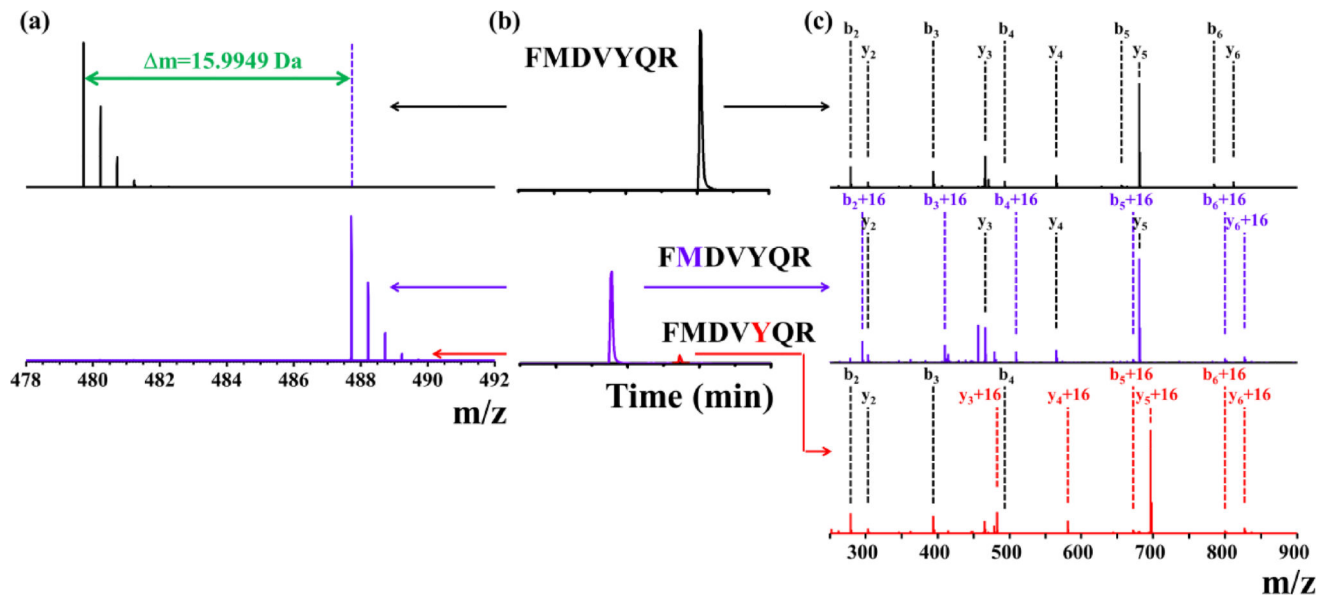 (a)
Δm=15.9949 Da
478 480 482 484 486 488 490 492
m/z
(b)
FMDVYQR
FMDVYQR
FMDVYQR
Time (min)
(c)
b2 b3 b4 b5 b6
y2 y3 y4 y5 y6
b2+16 b3+16 b4+16 b5+16 b6+16
y2 y3 y4 y5 y6+16
b2 b3 b4 b5+16 b6+16
y2 y3+16 y4+16 y5+16 y6+16
300 400 500 600 700 800 900
m/z